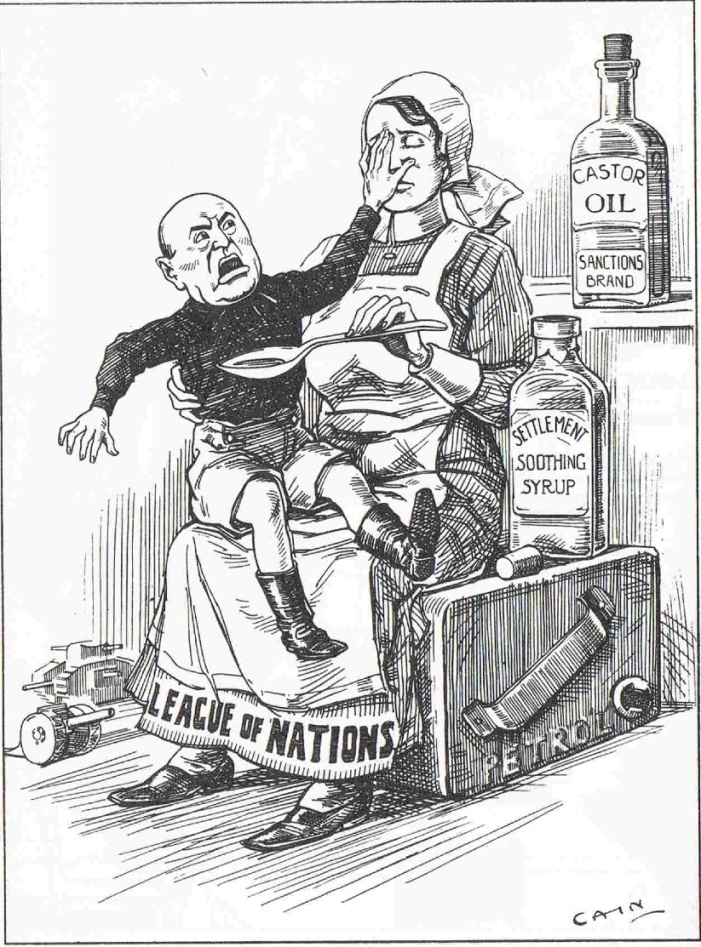 CASTOR
OIL
SANCTIONS
BRAND
SETTLEMENT
SOOTHING
SYRUP
LEAGUE OF NATIONS
PETROL
CAIN